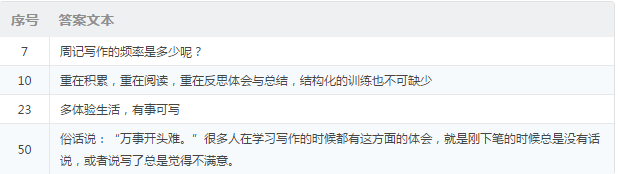 序号 答案文本
7 周记写作的频率是多少呢？
10 重在积累，重在阅读，重在反思体会与总结，结构化的训练也不可缺少
23 多体验生活，有事可写
50 俗话说：“万事开头难。”很多人在学习写作的时候都有这方面的体会，就是刚下笔的时候总是没有话
说，或者说写了总是觉得不满意。